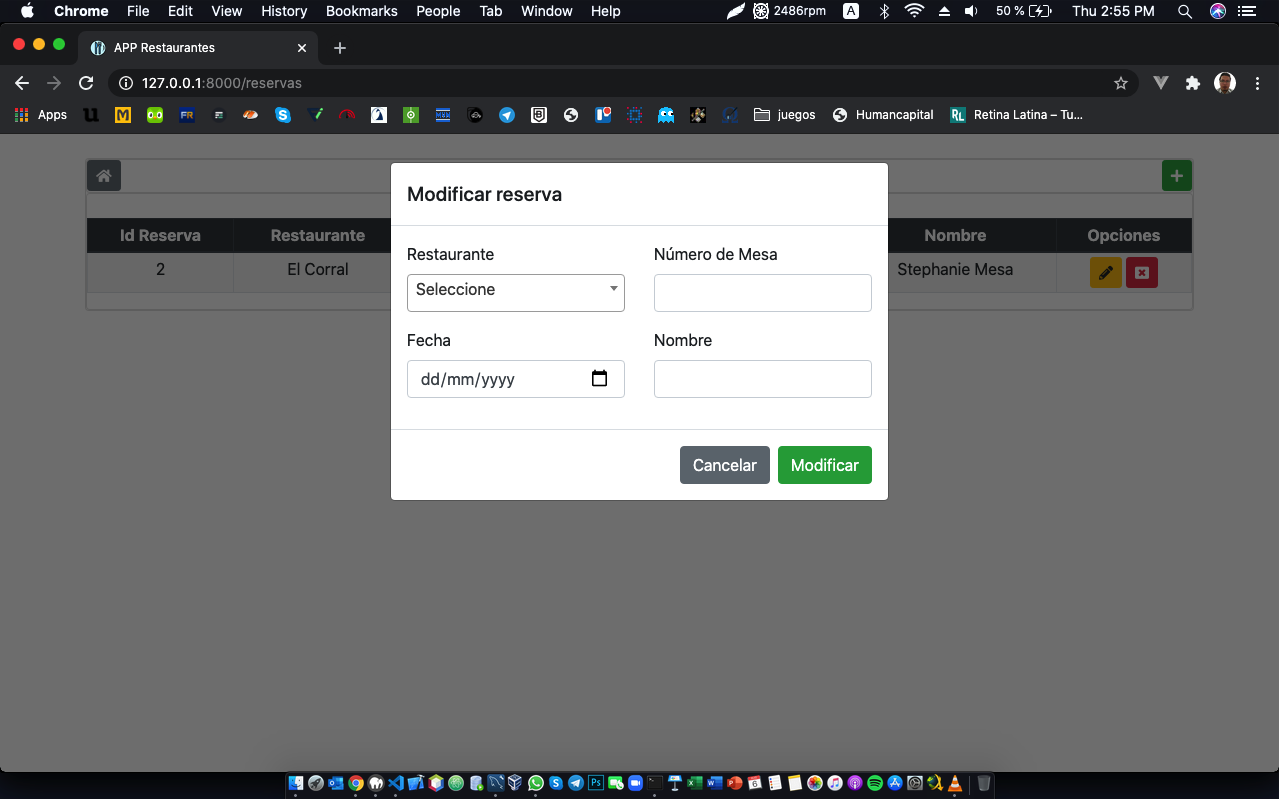 Chrome File Edit View History Bookmarks People Tab Window Help 2486rpm A 50 % Thu 2:55 PM
APP Restaurantes
127.0.0.1:8000/reservas
Apps M FR juegos Humancapital RL Retina Latina – Tu...
Modificar reserva
Id Reserva Restaurante Nombre Opciones
2 El Corral Stephanie Mesa
Restaurante Número de Mesa
Seleccione
Fecha Nombre
dd/mm/yyyy
Cancelar Modificar